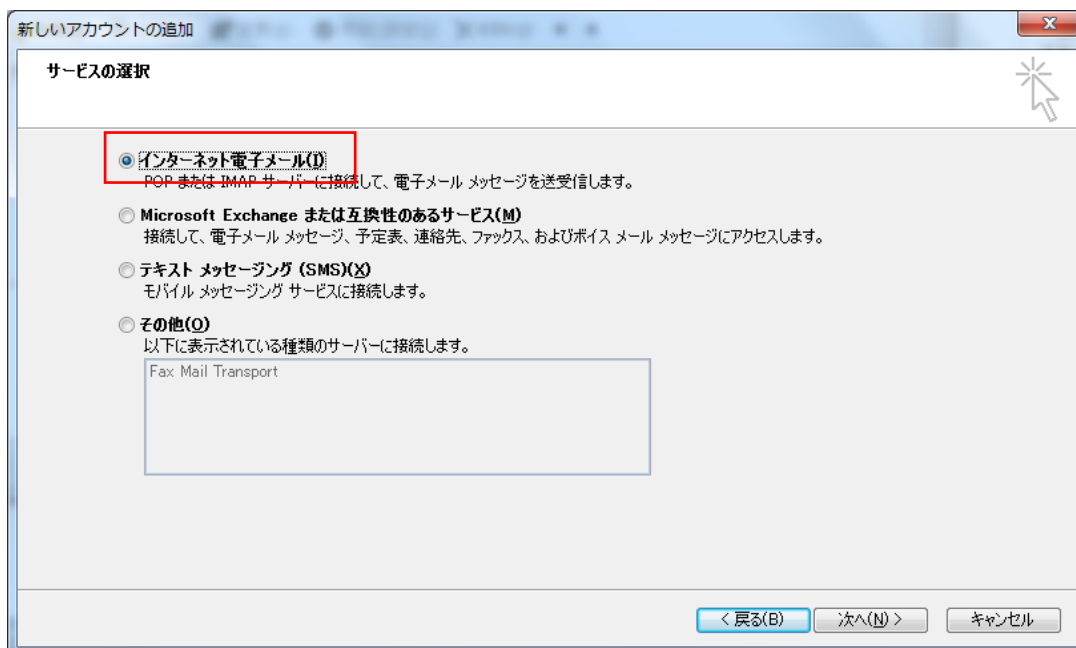 新しいアカウントの追加
サービスの選択
インターネット電子メール(I)
POP または IMAP サーバーに接続して、電子メール メッセージを送受信します。
Microsoft Exchange または互換性のあるサービス(M)
接続して、電子メール メッセージ、予定表、連絡先、ファックス、およびボイス メール メッセージにアクセスします。
テキスト メッセージング (SMS)(X)
モバイル メッセージング サービスに接続します。
その他(O)
以下に表示されている種類のサーバーに接続します。
Fax Mail Transport
< 戻る(B) 次へ(N) > キャンセル